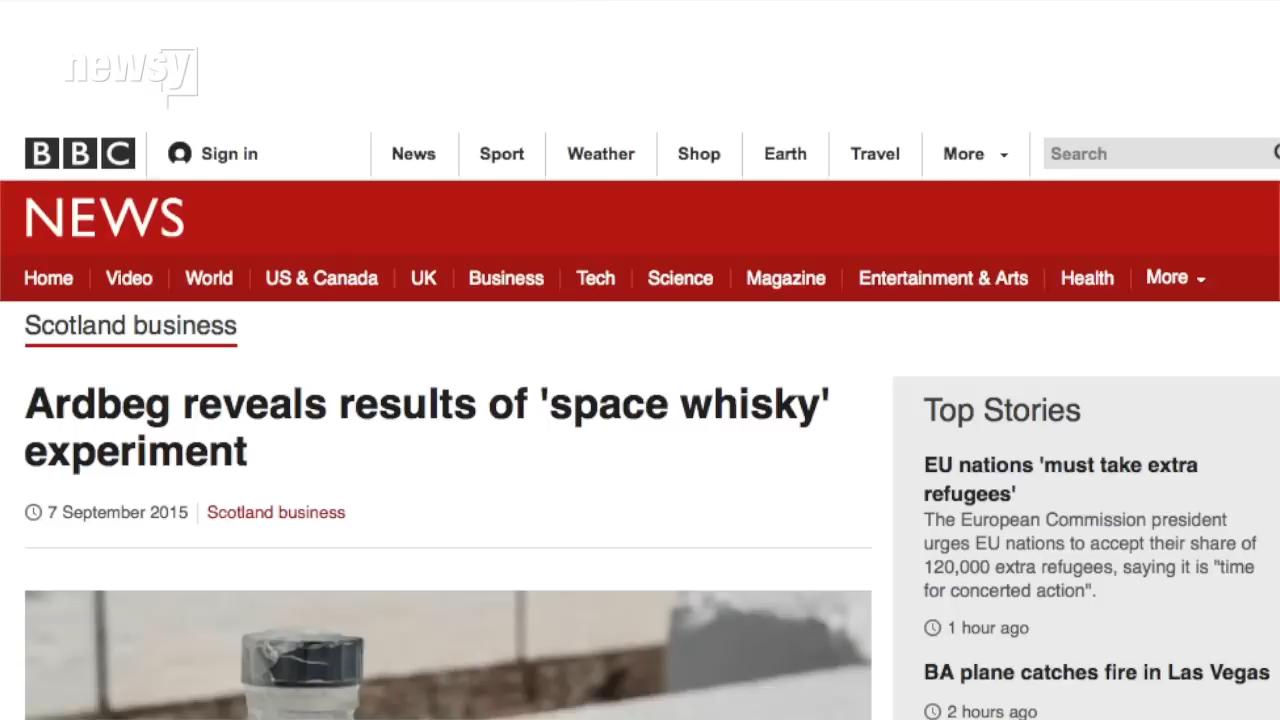 newsy
BBC Sign in News Sport Weather Shop Earth Travel More Search
NEWS
Home Video World US & Canada UK Business Tech Science Magazine Entertainment & Arts Health More
Scotland business
Ardbeg reveals results of 'space whisky'
experiment
7 September 2015 Scotland business
Top Stories
EU nations 'must take extra
refugees'
The European Commission president
urges EU nations to accept their share of
120,000 extra refugees, saying it is "time
for concerted action".
1 hour ago
BA plane catches fire in Las Vegas
2 hours ago